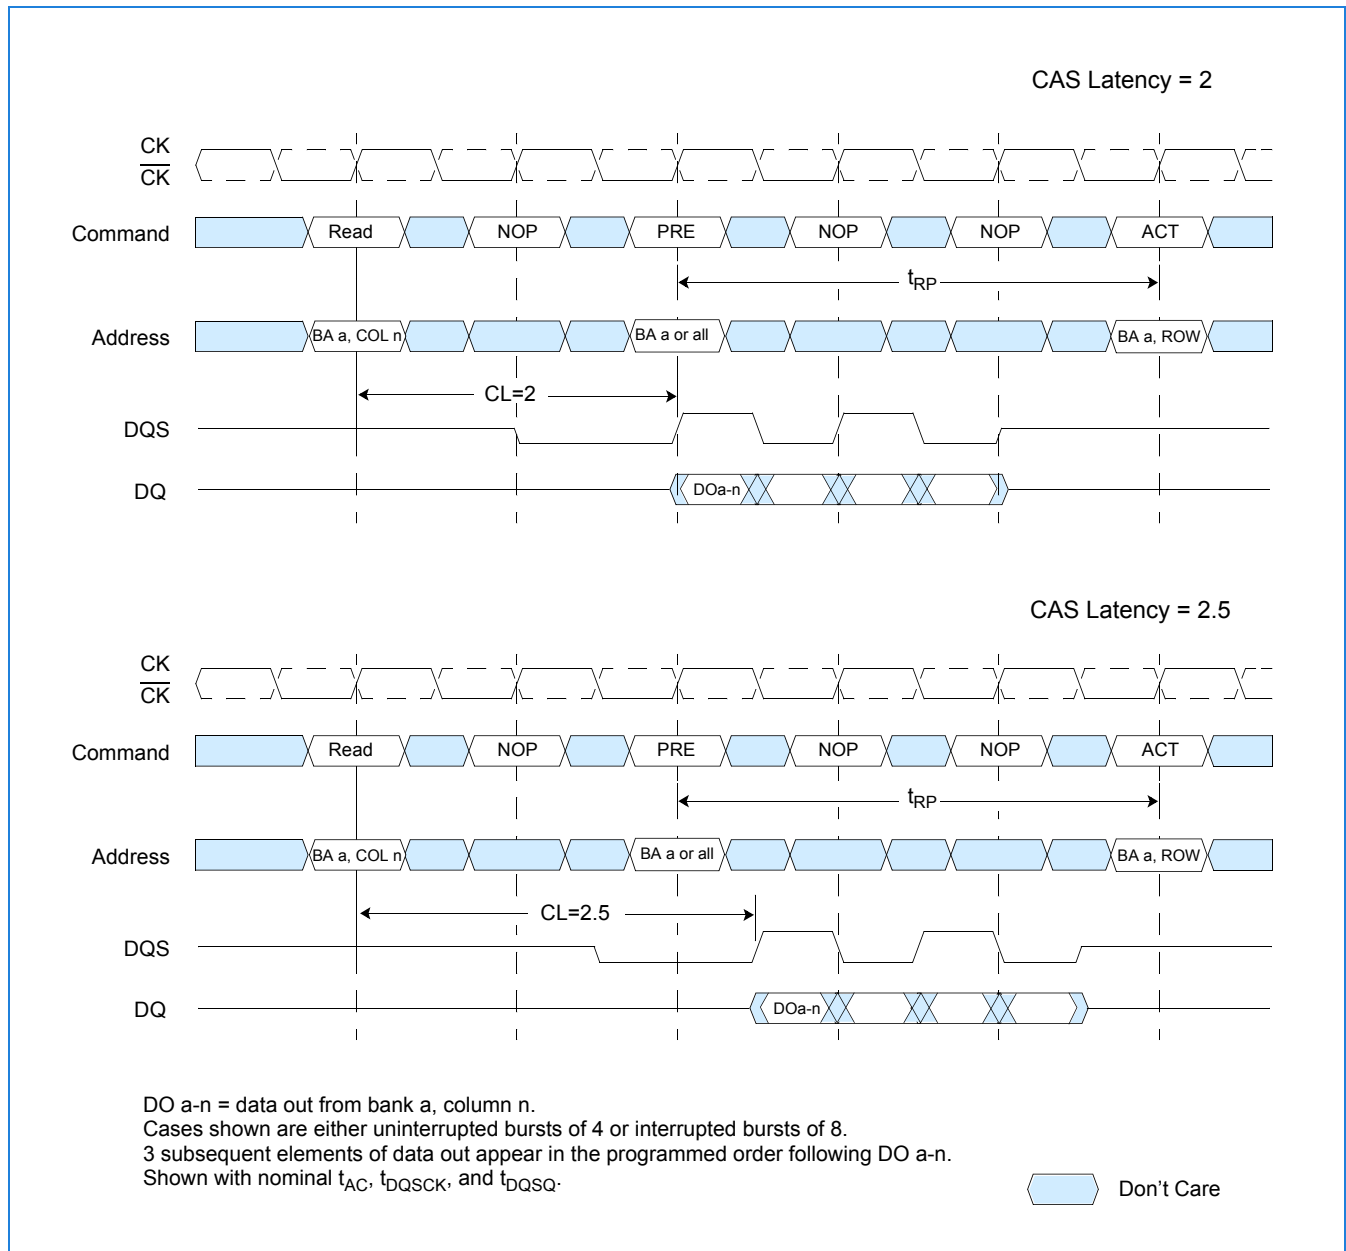 CAS Latency = 2
CK
CK
Command Read NOP PRE NOP NOP ACT
tRP
Address BA a, COL n BA a or all BA a, ROW
CL=2
DQS
DQ DOa-n
CAS Latency = 2.5
CK
CK
Command Read NOP PRE NOP NOP ACT
tRP
Address BA a, COL n BA a or all BA a, ROW
CL=2.5
DQS
DQ DOa-n
DO a-n = data out from bank a, column n.
Cases shown are either uninterrupted bursts of 4 or interrupted bursts of 8.
3 subsequent elements of data out appear in the programmed order following DO a-n.
Shown with nominal tAC, tDQSCK, and tDQSQ.
Don't Care